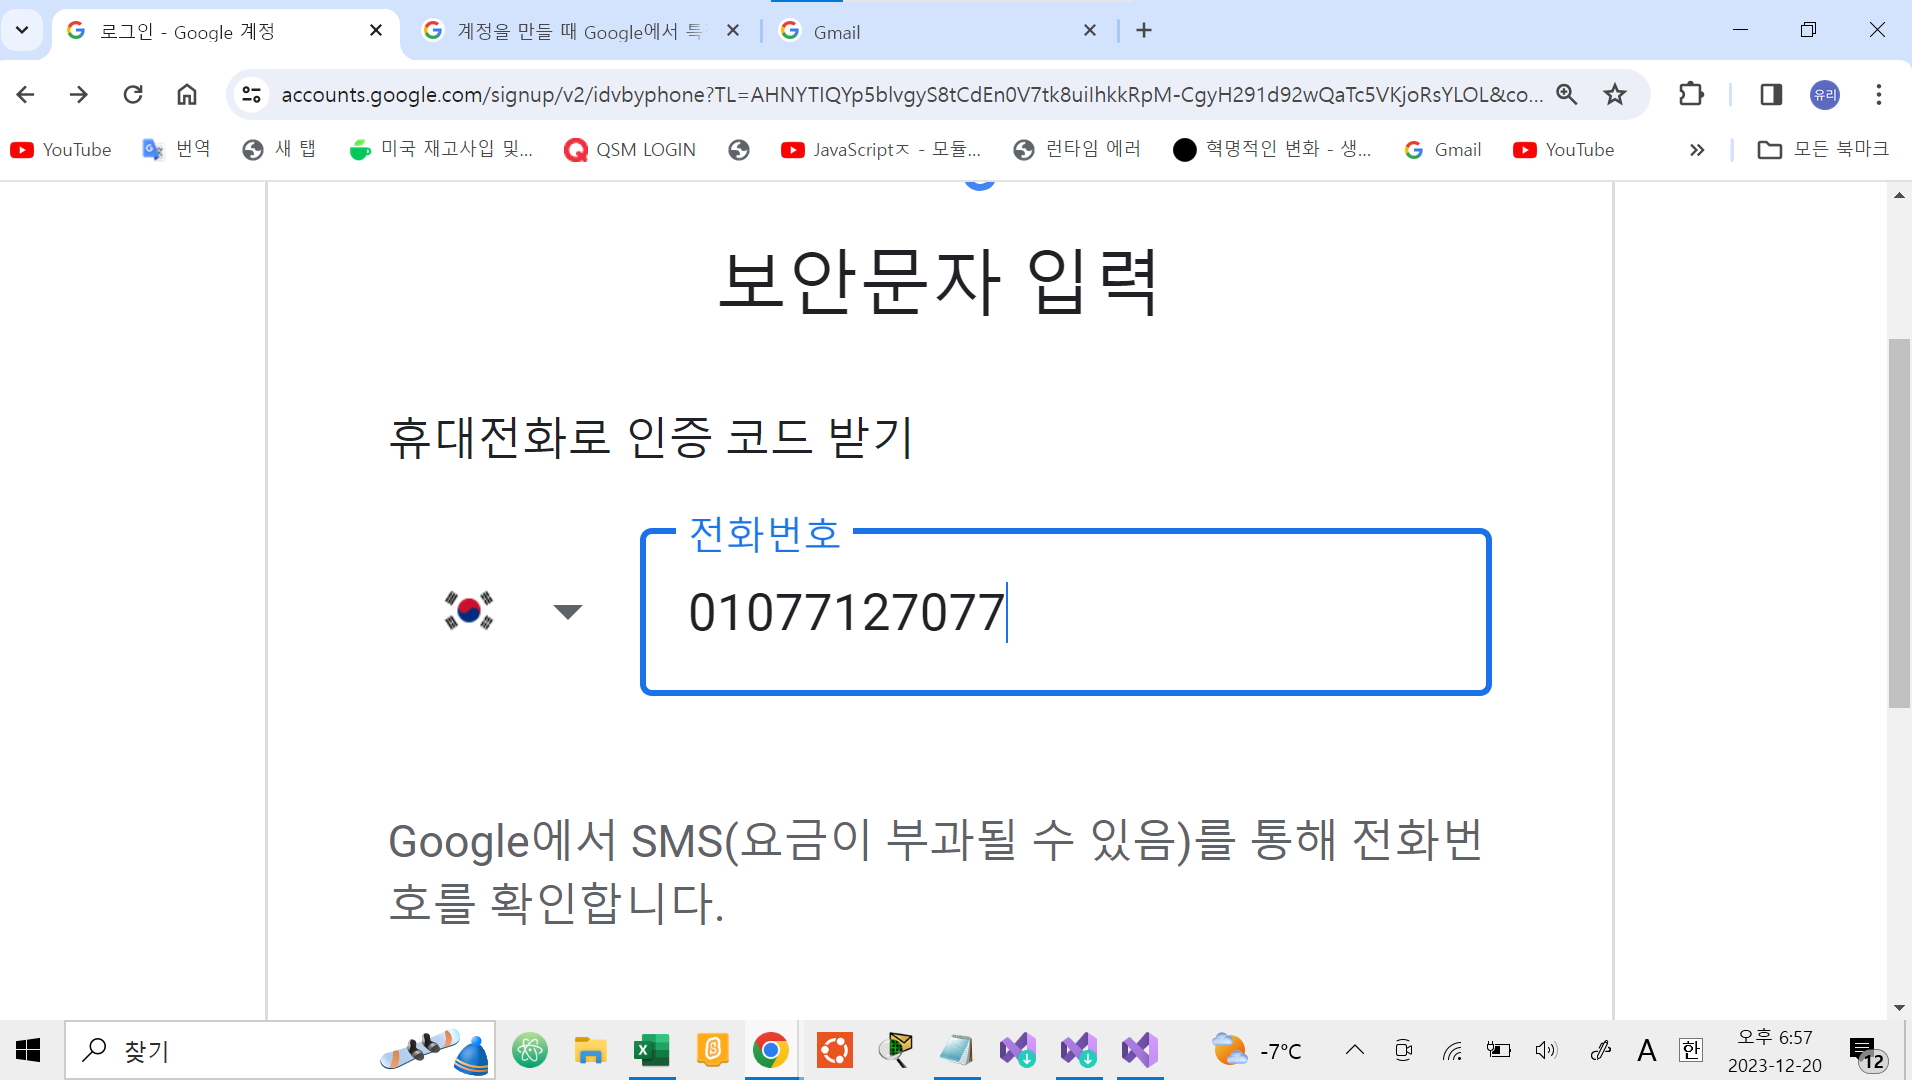 로그인 - Google 계정
계정을 만들 때 Google에서 특
Gmail
accounts.google.com/signup/v2/idvbyphone?TL=AHNYTIQYp5blvgyS8tCdEn0V7tk8uiIhkkRpM-CgyH291d92wQaTc5VKjoRsYLOL&co...
유리
YouTube
번역
새 탭
미국 재고사입 및...
QSM LOGIN
JavaScriptㅈ - 모듈...
런타임 에러
혁명적인 변화 - 생...
Gmail
YouTube
모든 북마크
보안문자 입력
휴대전화로 인증 코드 받기
전화번호
01077127077
Google에서 SMS(요금이 부과될 수 있음)를 통해 전화번
호를 확인합니다.
찾기
-7°C
A
한
오후 6:57
2023-12-20
12